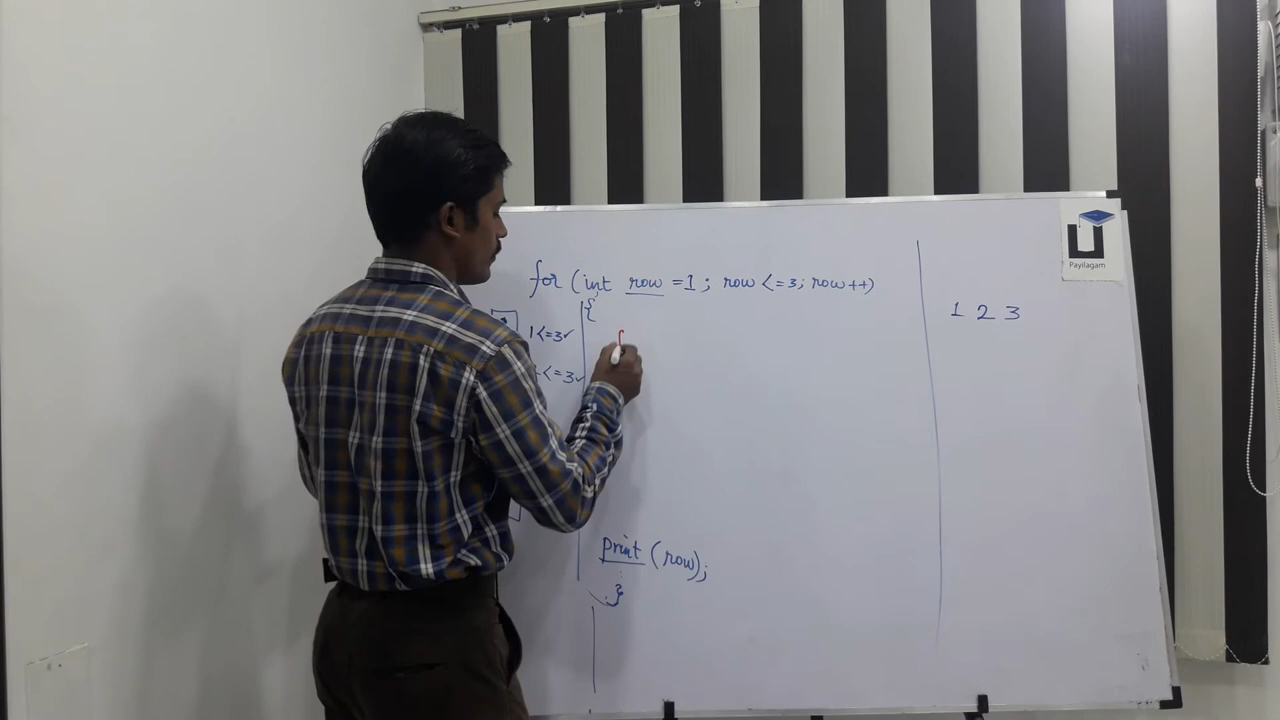 for (int row =1; row <=3; row++)
{
1<=3✓
<=3✓
print (row);
}
1 2 3
Payilagam